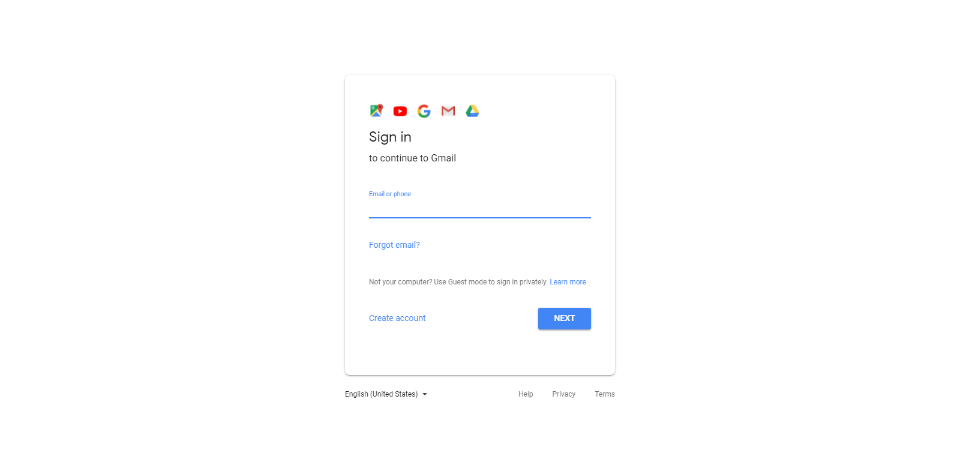 Sign in
to continue to Gmail
Email or phone
Forgot email?
Not your computer? Use Guest mode to sign in privately. Learn more
Create account
NEXT
English (United States)
Help
Privacy
Terms